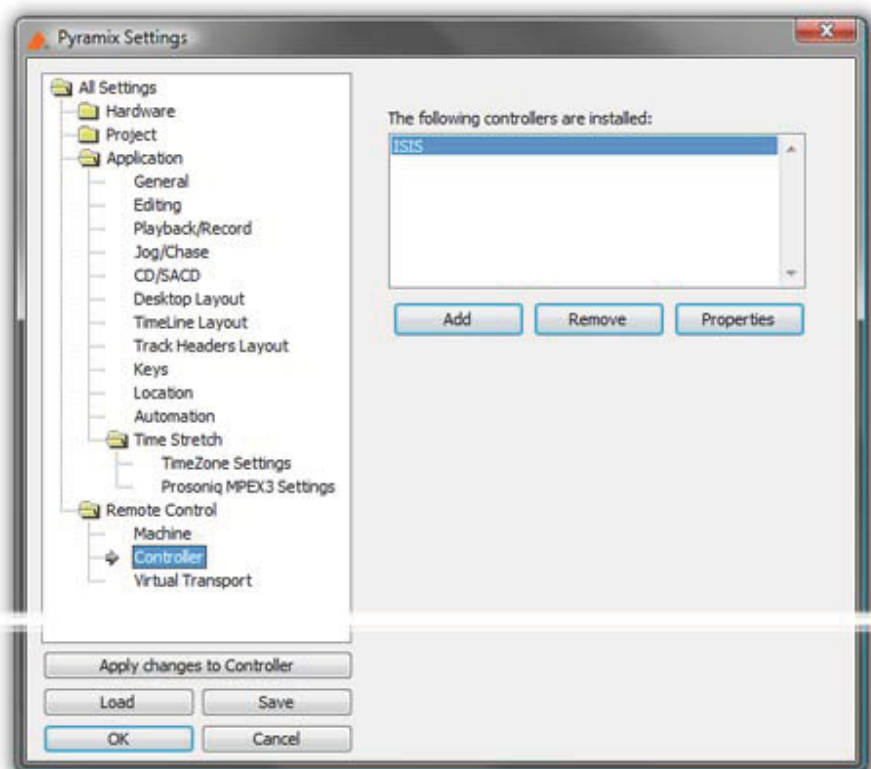 Pyramix Settings
All Settings
Hardware
Project
Application
General
Editing
Playback/Record
Jog/Chase
CD/SACD
Desktop Layout
TimeLine Layout
Track Headers Layout
Keys
Location
Automation
Time Stretch
TimeZone Settings
Prosoniq MPEX3 Settings
Remote Control
Machine
Controller
Virtual Transport
The following controllers are installed:
ISIS
Add Remove Properties
Apply changes to Controller
Load Save
OK Cancel